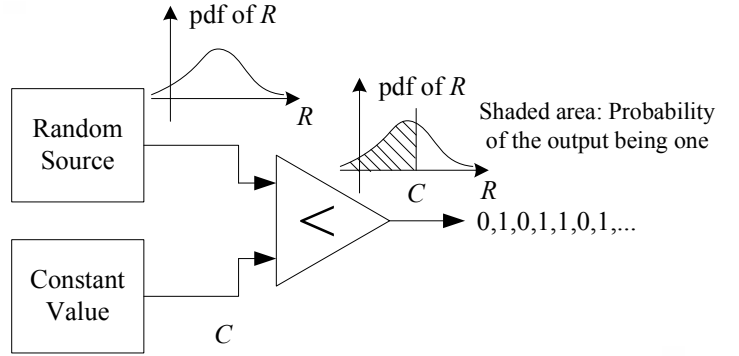 pdf of R
R
Random
Source
pdf of R
R
C
Shaded area: Probability
of the output being one
<
0,1,0,1,1,0,1,...
Constant
Value
C